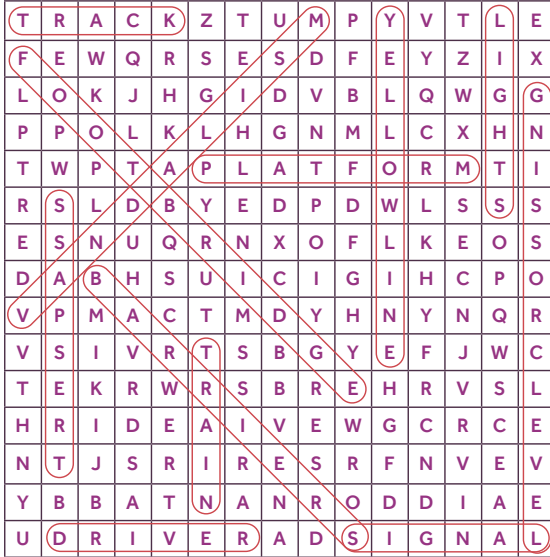 T R A C K Z T U M P Y V T L E
F E W Q R S E S D F E Y Z I X
L O K J H G I D V B L Q W G G
P P O L K L H G N M L C X H N
T W P T A P L A T F O R M T I
R S L D B Y E D P D W L S S S
E S N U Q R N X O F L K E O S
D A B H S U I C I G I H C P O
V P M A C T M D Y H N Y N Q R
V S I V R T S B G Y E F J W C
T E K R W R S B R E H R V S L
H R I D E A I V E W G C R C E
N T J S R I R E S R F N V E V
Y B B A T N A N R O D D I A E
U D R I V E R A D S I G N A L